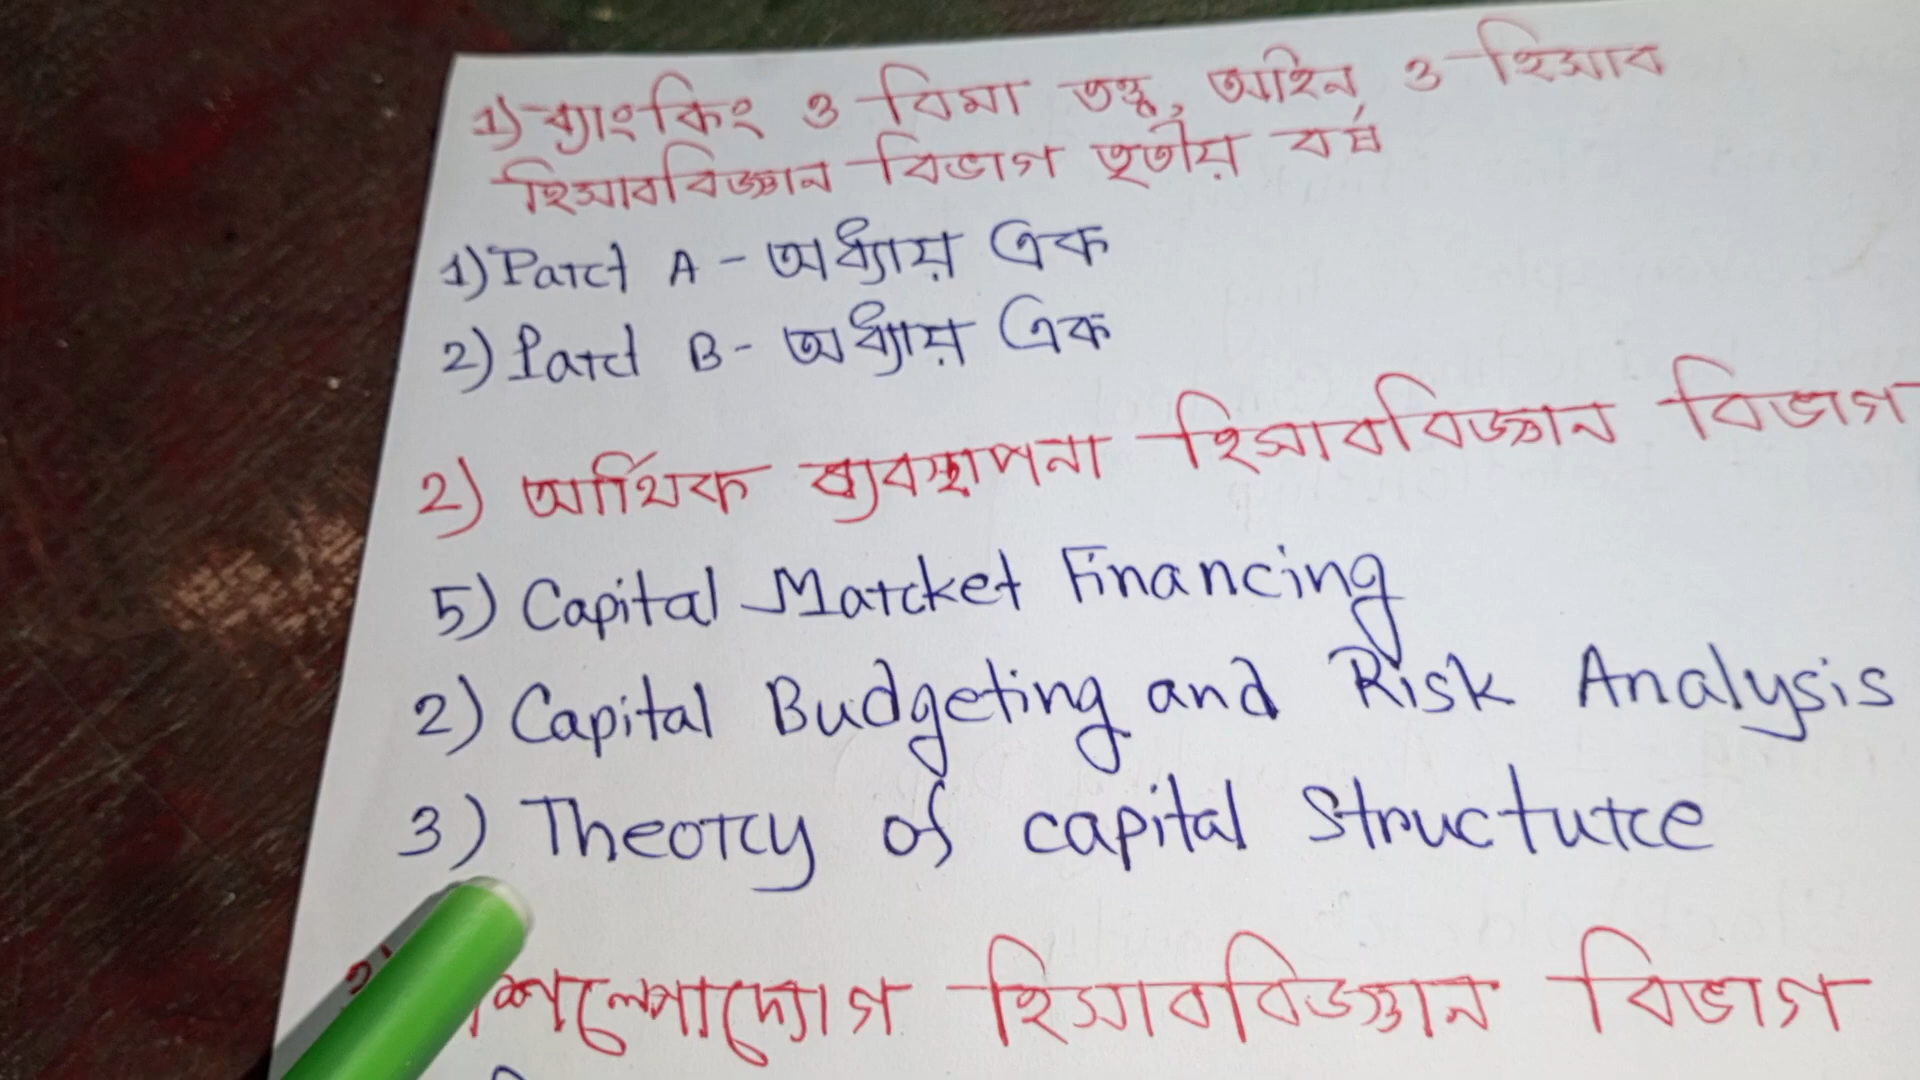 1) ব্যাংকিং ও বিমা তত্ত্ব, আইন ও হিসাব
হিসাববিজ্ঞান বিভাগ তৃতীয় বর্ষ
1) Part A - অধ্যায় এক
2) Part B - অধ্যায় এক
2) আর্থিক ব্যবস্থাপনা হিসাববিজ্ঞান বিভাগ
5) Capital Market Financing
2) Capital Budgeting and Risk Analysis
3) Theory of capital Structure
শিল্পোদ্যোগ হিসাববিজ্ঞান বিভাগ